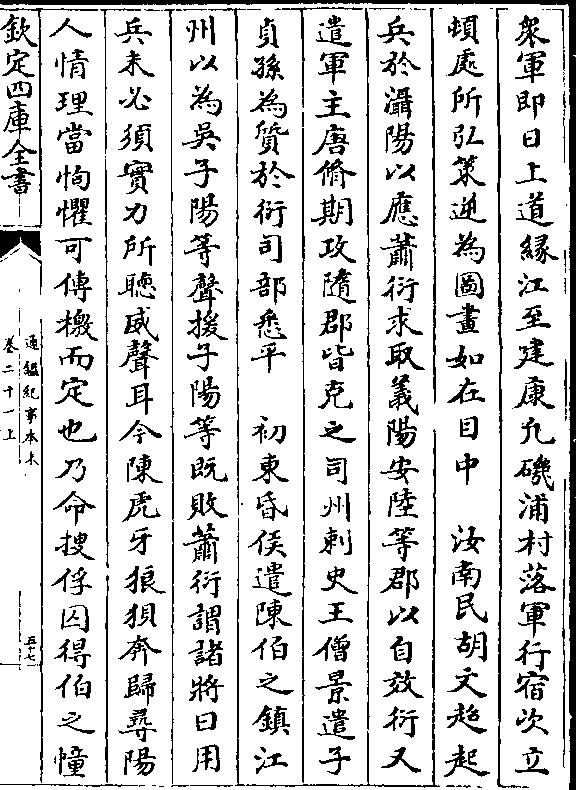 衆軍即日上道緣江至建康凡磯浦村落軍行宿次立
頓處所弘策逆為圖畫如在目中　汝南民胡文超起
兵於灄陽以應蕭衍求取義陽安陸等郡以自效衍又
遣軍主唐脩期攻隨郡皆克之司州刺史王僧景遣子
貞孫為質於衍司部悉平　初東昏侯遣陳伯之鎮江
州以為吳子陽等聲援子陽等既敗蕭衍謂諸將曰用
兵未必須實力所聽威聲耳今陳虎牙狼狽奔歸尋陽
人情理當恟懼可傳檄而定也乃命搜俘囚得伯之幢
欽定四庫全書
通鑑紀事本末
卷二十一上
五十七